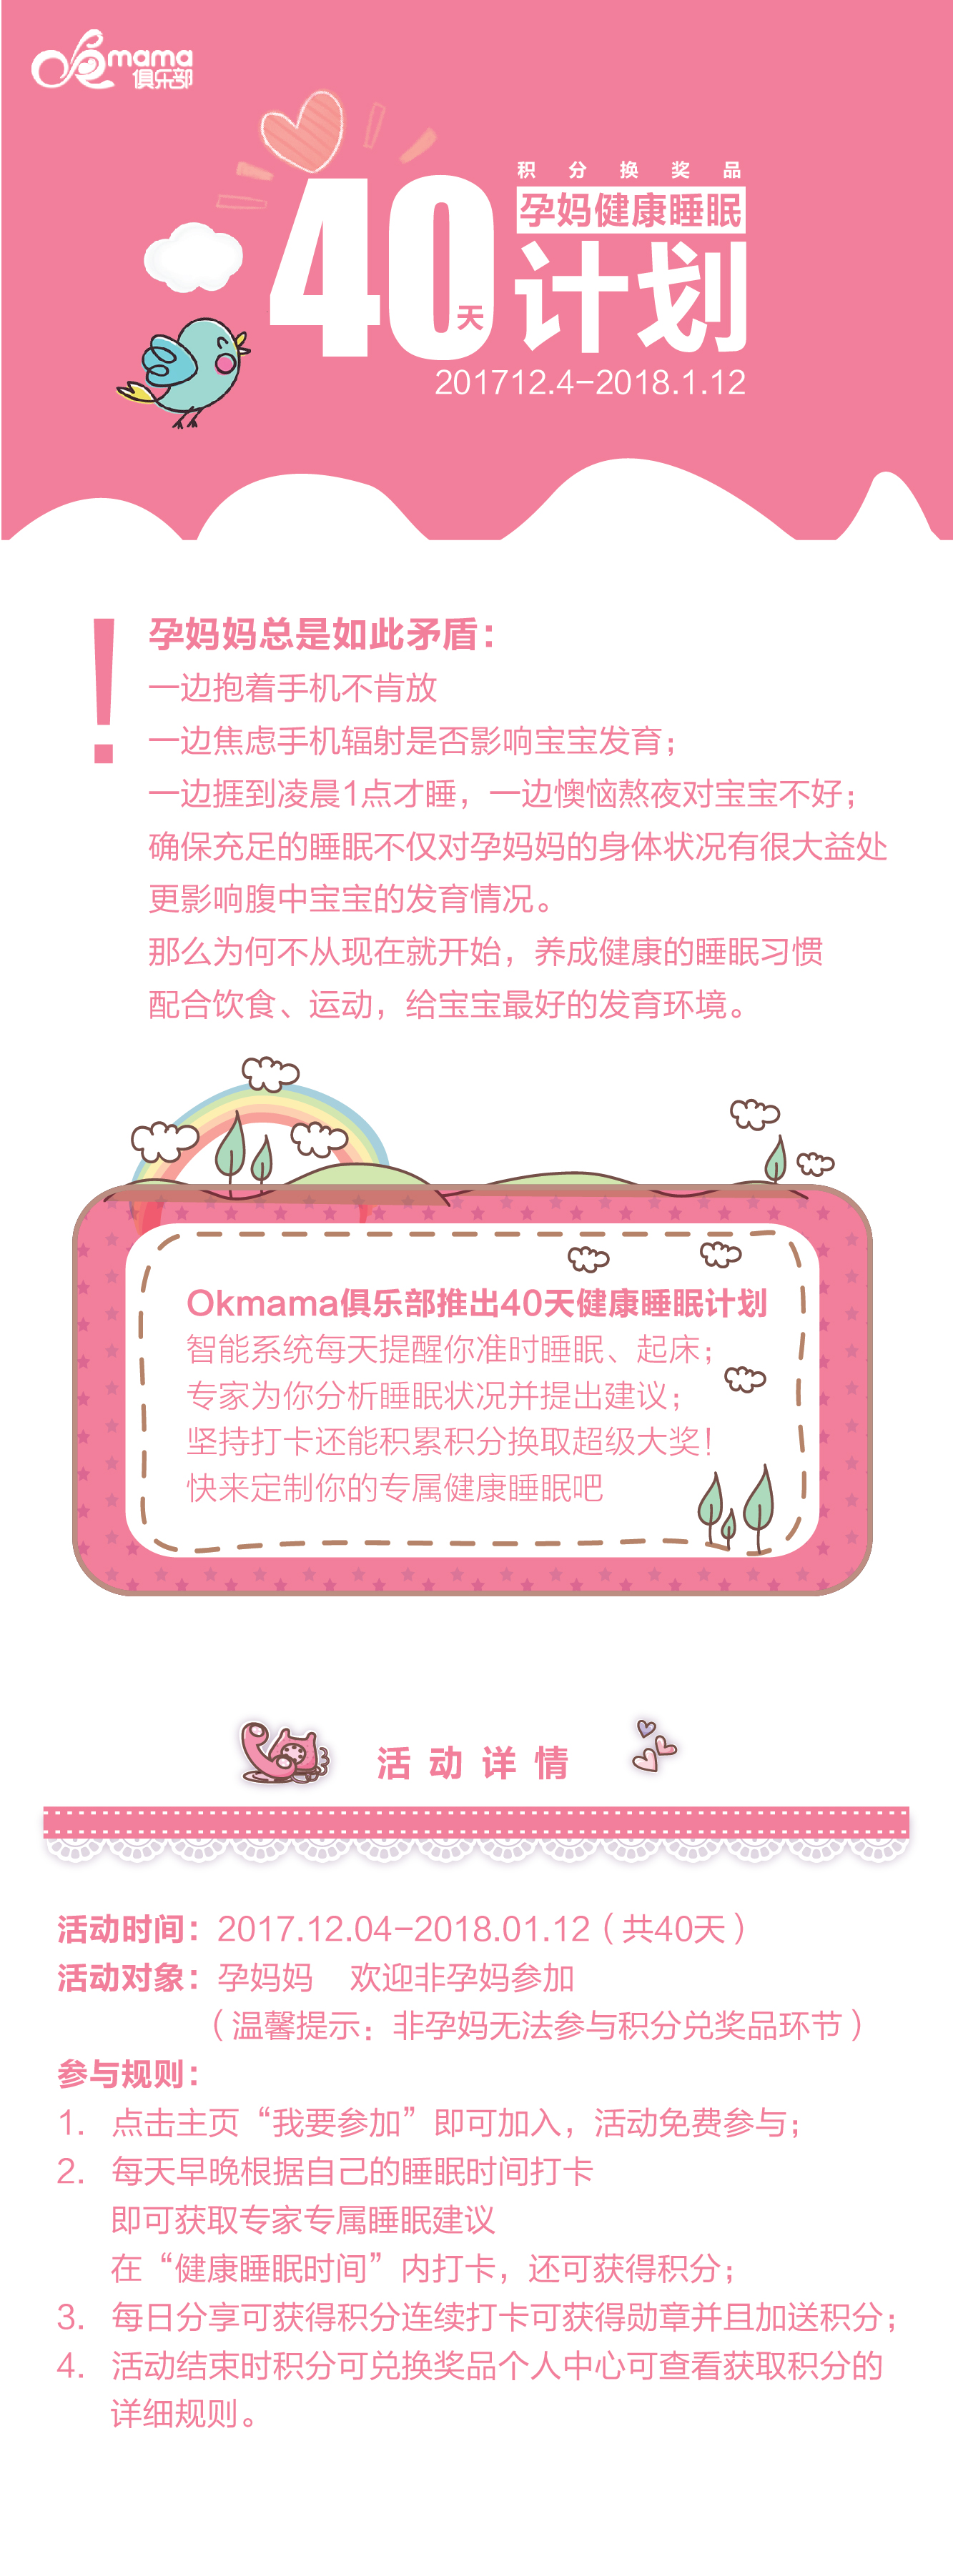 Okmama
俱乐部
积分换奖品
孕妈健康睡眠
40天计划
201712.4-2018.1.12
!
孕妈妈总是如此矛盾：
一边抱着手机不肯放
一边焦虑手机辐射是否影响宝宝发育；
一边捱到凌晨1点才睡，一边懊恼熬夜对宝宝不好；
确保充足的睡眠不仅对孕妈妈的身体状况有很大益处
更影响腹中宝宝的发育情况。
那么为何不从现在就开始，养成健康的睡眠习惯
配合饮食、运动，给宝宝最好的发育环境。
Okmama俱乐部推出40天健康睡眠计划
智能系统每天提醒你准时睡眠、起床；
专家为你分析睡眠状况并提出建议；
坚持打卡还能积累积分换取超级大奖！
快来定制你的专属健康睡眠吧
活动详情
活动时间：2017.12.04-2018.01.12（共40天）
活动对象：孕妈妈 欢迎非孕妈参加
（温馨提示：非孕妈无法参与积分兑奖品环节）
参与规则：
1. 点击主页“我要参加”即可加入，活动免费参与；
2. 每天早晚根据自己的睡眠时间打卡
即可获取专家专属睡眠建议
在“健康睡眠时间”内打卡，还可获得积分；
3. 每日分享可获得积分连续打卡可获得勋章并且加送积分；
4. 活动结束时积分可兑换奖品个人中心可查看获取积分的
详细规则。